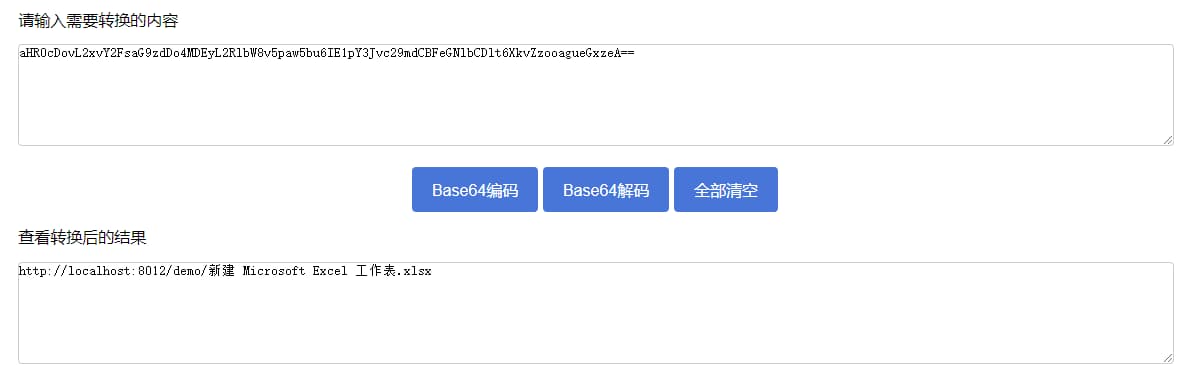 请输入需要转换的内容
aHR0cDovL2xvY2FsaG9zdDo4MDEyL2RlbW8v5paw5bu6IE1pY3Jvc29mdCBFeGNlbCDlt6XkvZzooagueGxzeA==
Base64编码 Base64解码 全部清空
查看转换后的结果
http://localhost:8012/demo/新建 Microsoft Excel 工作表.xlsx